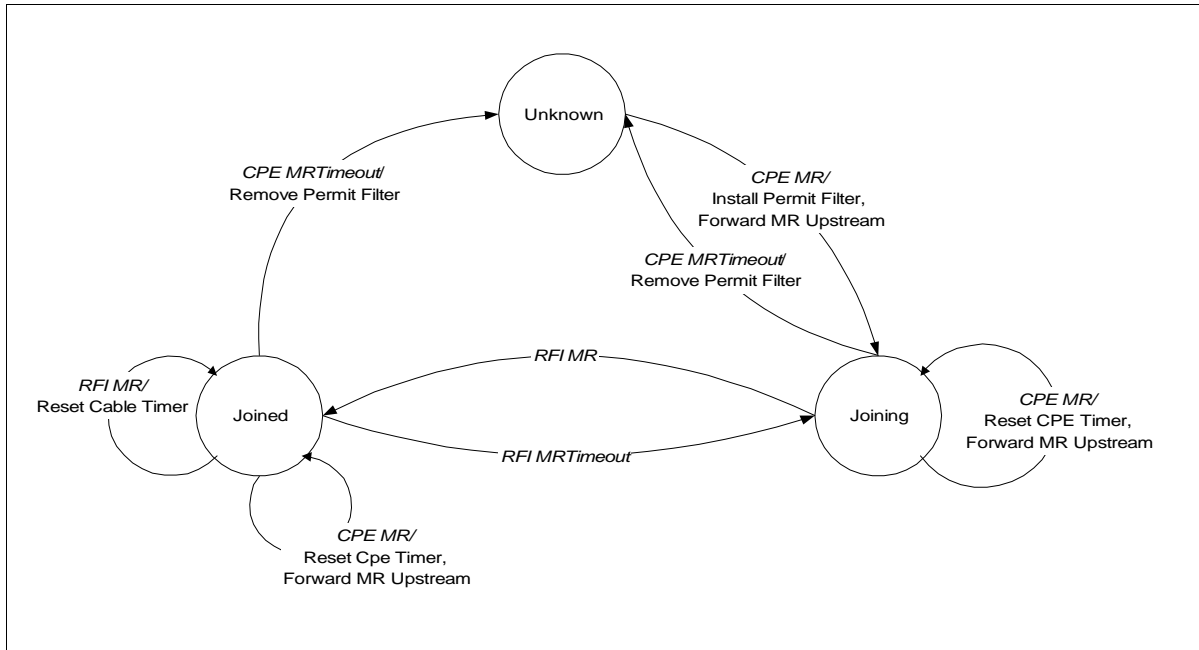 Unknown
CPE MRTimeout/
Remove Permit Filter
CPE MR/
Install Permit Filter,
Forward MR Upstream
CPE MRTimeout/
Remove Permit Filter
RFI MR/
Reset Cable Timer
Joined
RFI MR
Joining
CPE MR/
Reset CPE Timer,
Forward MR Upstream
RFI MRTimeout
CPE MR/
Reset Cpe Timer,
Forward MR Upstream